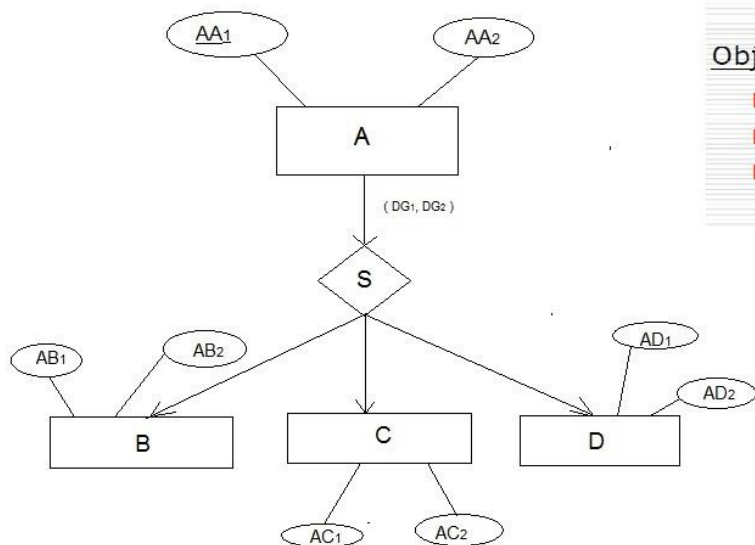 AA1
AA2
Obj
A
( DG1, DG2 )
S
AB1
AB2
AD1
AD2
B
C
D
AC1
AC2